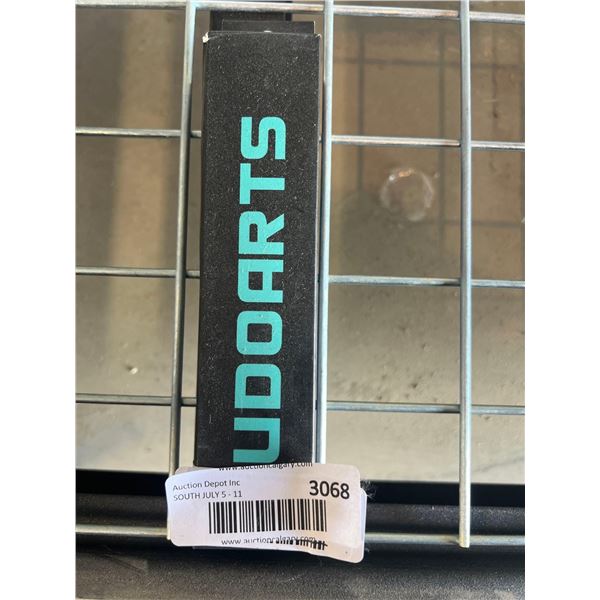 UDOARTS
www.auctioncalgary.com
Auction Depot Inc
SOUTH JULY 5 - 11
3068
www.auctioncalgary.com